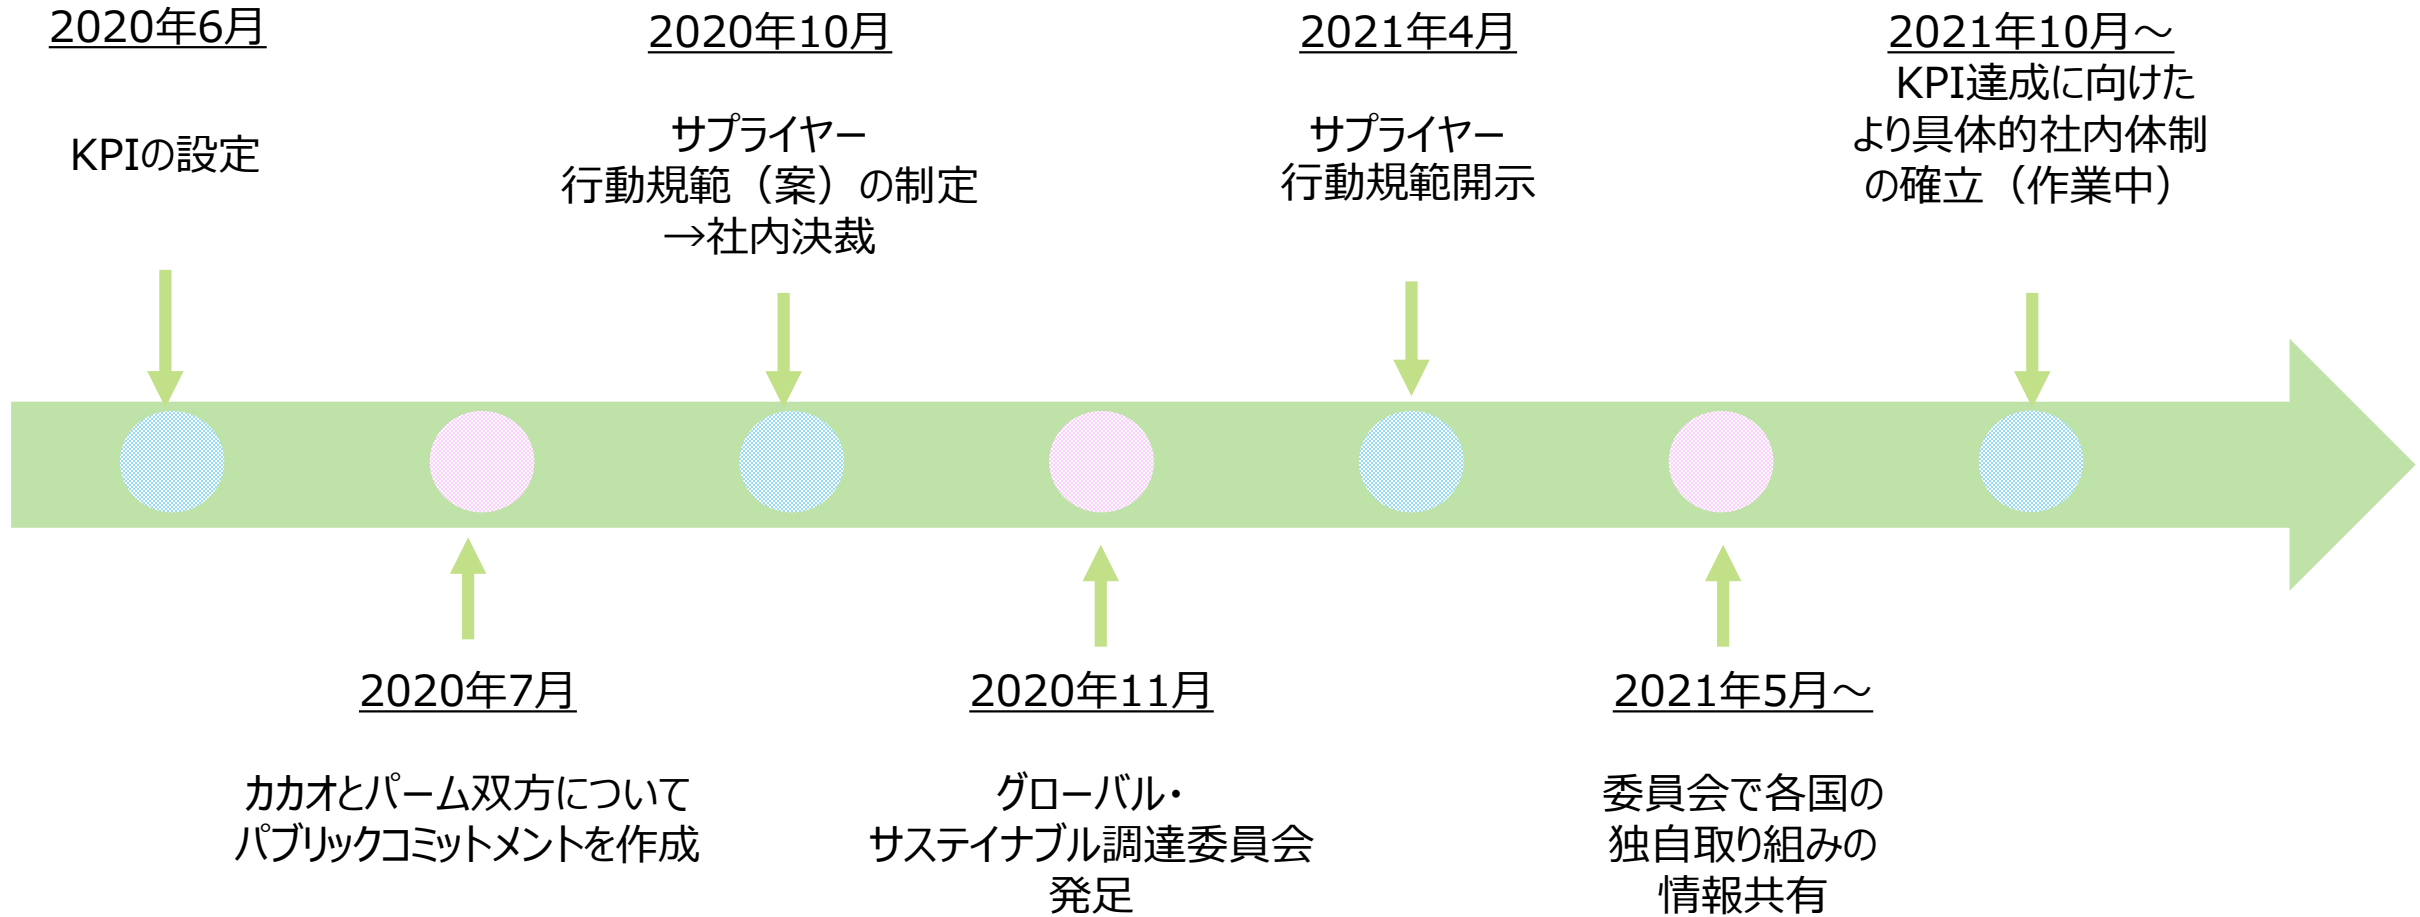 2020年6月
KPIの設定
2020年7月
カカオとパーム双方について
パブリックコミットメントを作成
2020年10月
サプライヤー
行動規範（案）の制定
→社内決裁
2020年11月
グローバル・
サステイナブル調達委員会
発足
2021年4月
サプライヤー
行動規範開示
2021年5月～
委員会で各国の
独自取り組みの
情報共有
2021年10月～
KPI達成に向けた
より具体的社内体制
の確立（作業中）